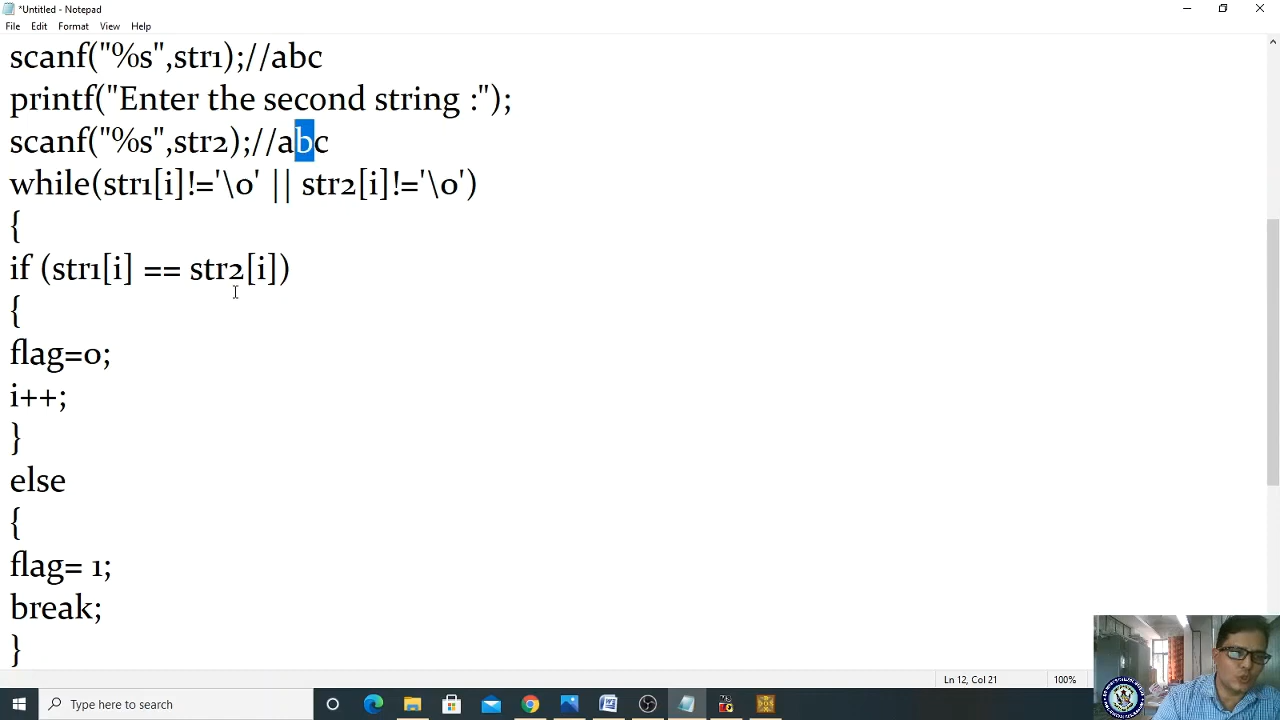 *Untitled - Notepad
File Edit Format View Help
scanf("%s",str1);//abc
printf("Enter the second string :");
scanf("%s",str2);//abc
while(str1[i]!='\0' || str2[i]!='\0')
{
if (str1[i] == str2[i])
{
flag=0;
i++;
}
else
{
flag= 1;
break;
}
Ln 12, Col 21 100%
Type here to search